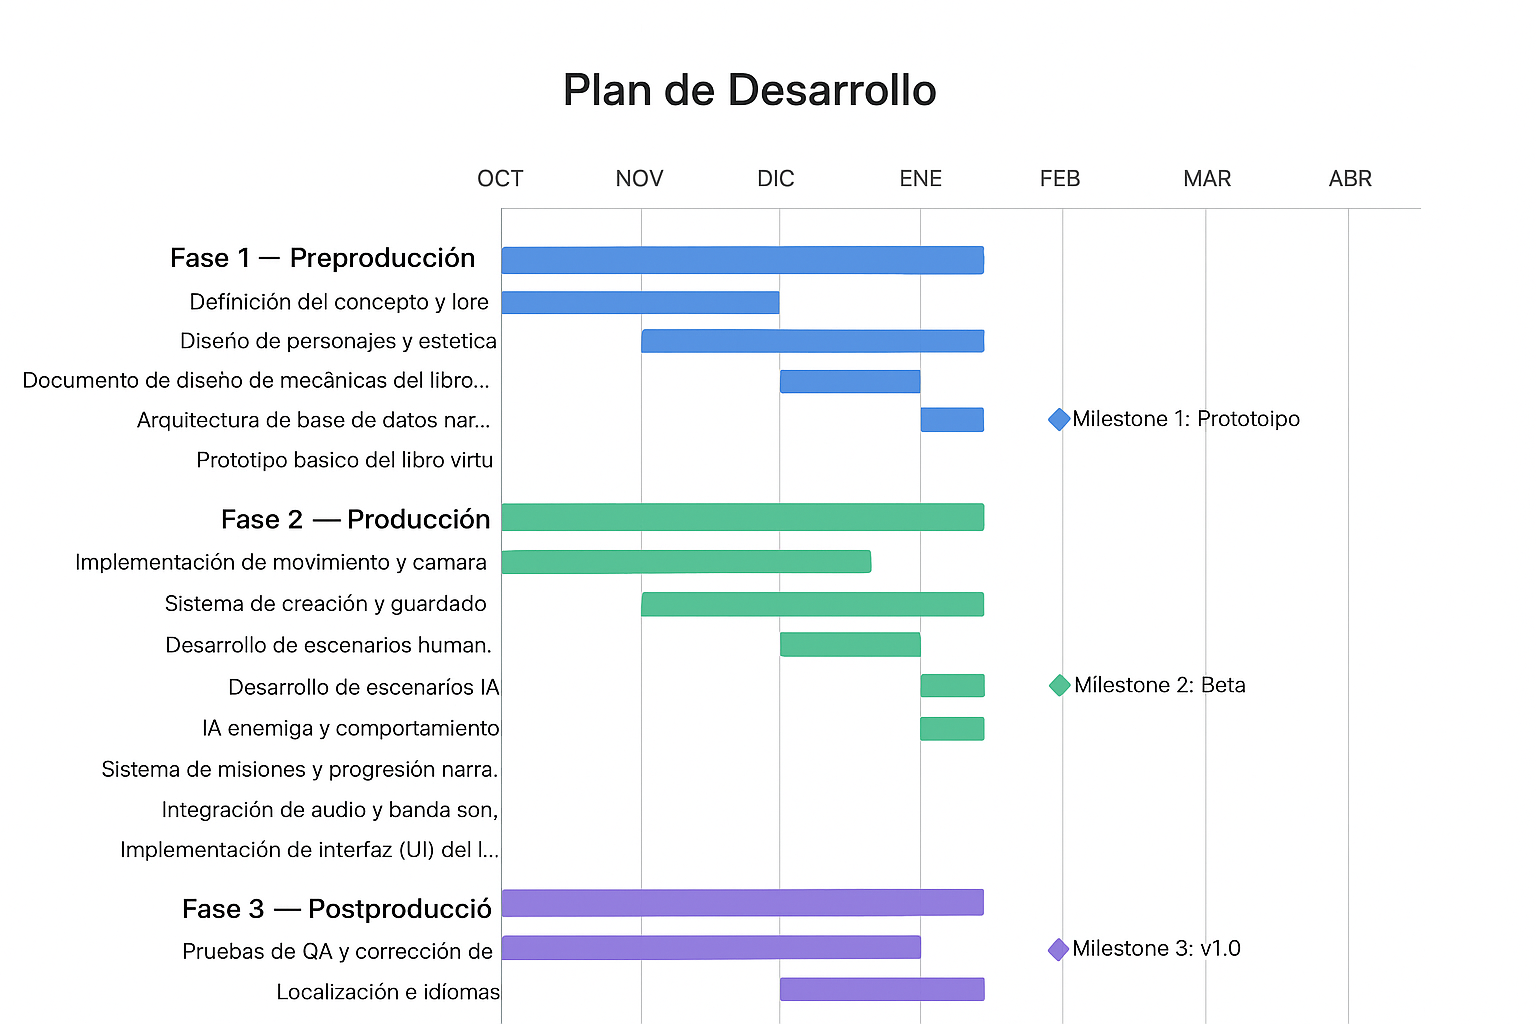 Plan de Desarrollo
OCT NOV DIC ENE FEB MAR ABR
Fase 1 — Preproducción
Defínición del concepto y lore
Diseńo de personajes y estetica
Documento de diseño de mecânicas del libro...
Arquitectura de base de datos nar...
Milestone 1: Prototoipo
Prototipo basico del libro virtu
Fase 2 — Producción
Implementación de movimiento y camara
Sistema de creación y guardado
Desarrollo de escenarios human.
Desarrollo de escenaríos IA
Mílestone 2: Beta
IA enemiga y comportamiento
Sistema de misiones y progresión narra.
Integración de audio y banda son,
Implementación de interfaz (UI) del l...
Fase 3 — Postproducció
Pruebas de QA y corrección de
Milestone 3: v1.0
Localización e idíomas